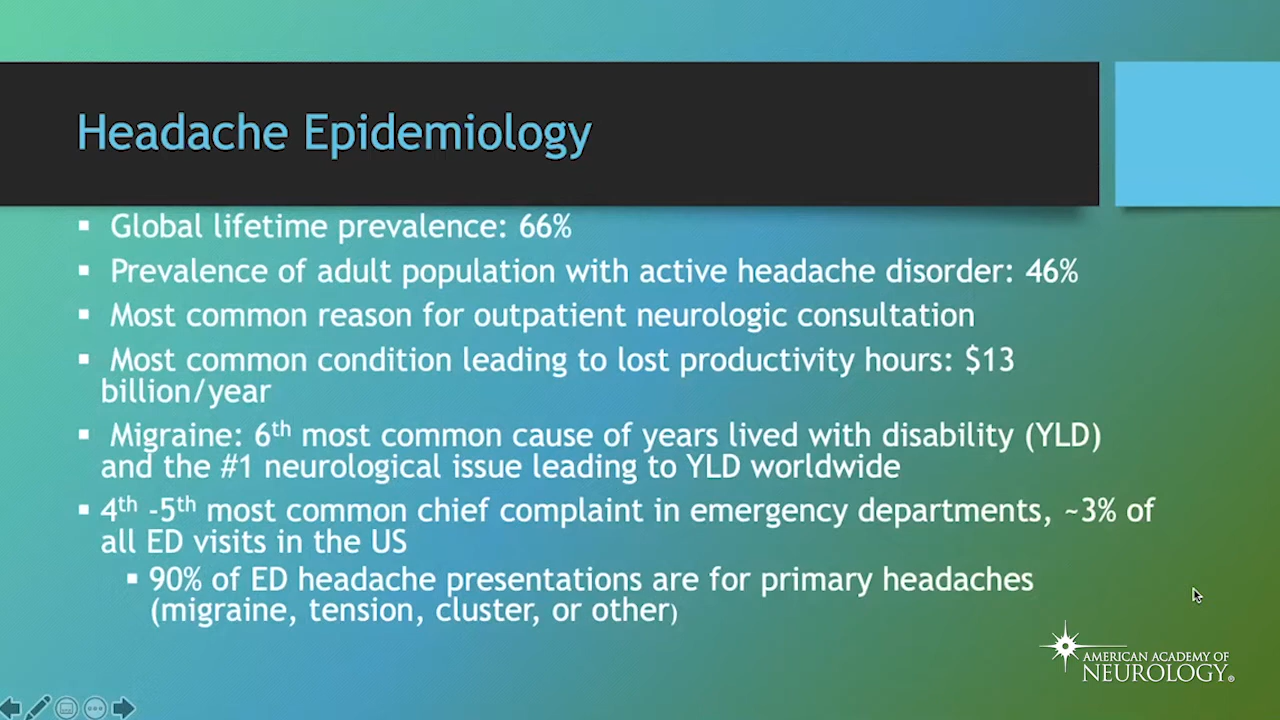 Headache Epidemiology
▪ Global lifetime prevalence: 66%
▪ Prevalence of adult population with active headache disorder: 46%
▪ Most common reason for outpatient neurologic consultation
▪ Most common condition leading to lost productivity hours: $13
billion/year
▪ Migraine: 6th most common cause of years lived with disability (YLD)
and the #1 neurological issue leading to YLD worldwide
▪ 4th -5th most common chief complaint in emergency departments, ~3% of
all ED visits in the US
▪ 90% of ED headache presentations are for primary headaches
(migraine, tension, cluster, or other)
AMERICAN ACADEMY OF
NEUROLOGY®